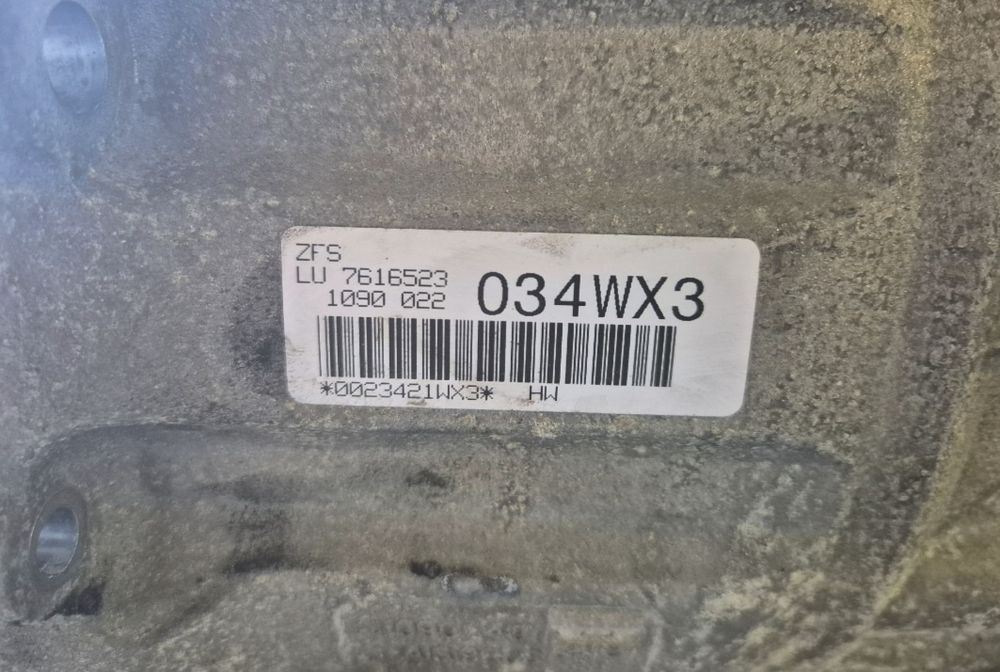 ZFS
LU 7616523
1090 022
034WX3
*0023421WX3* HW